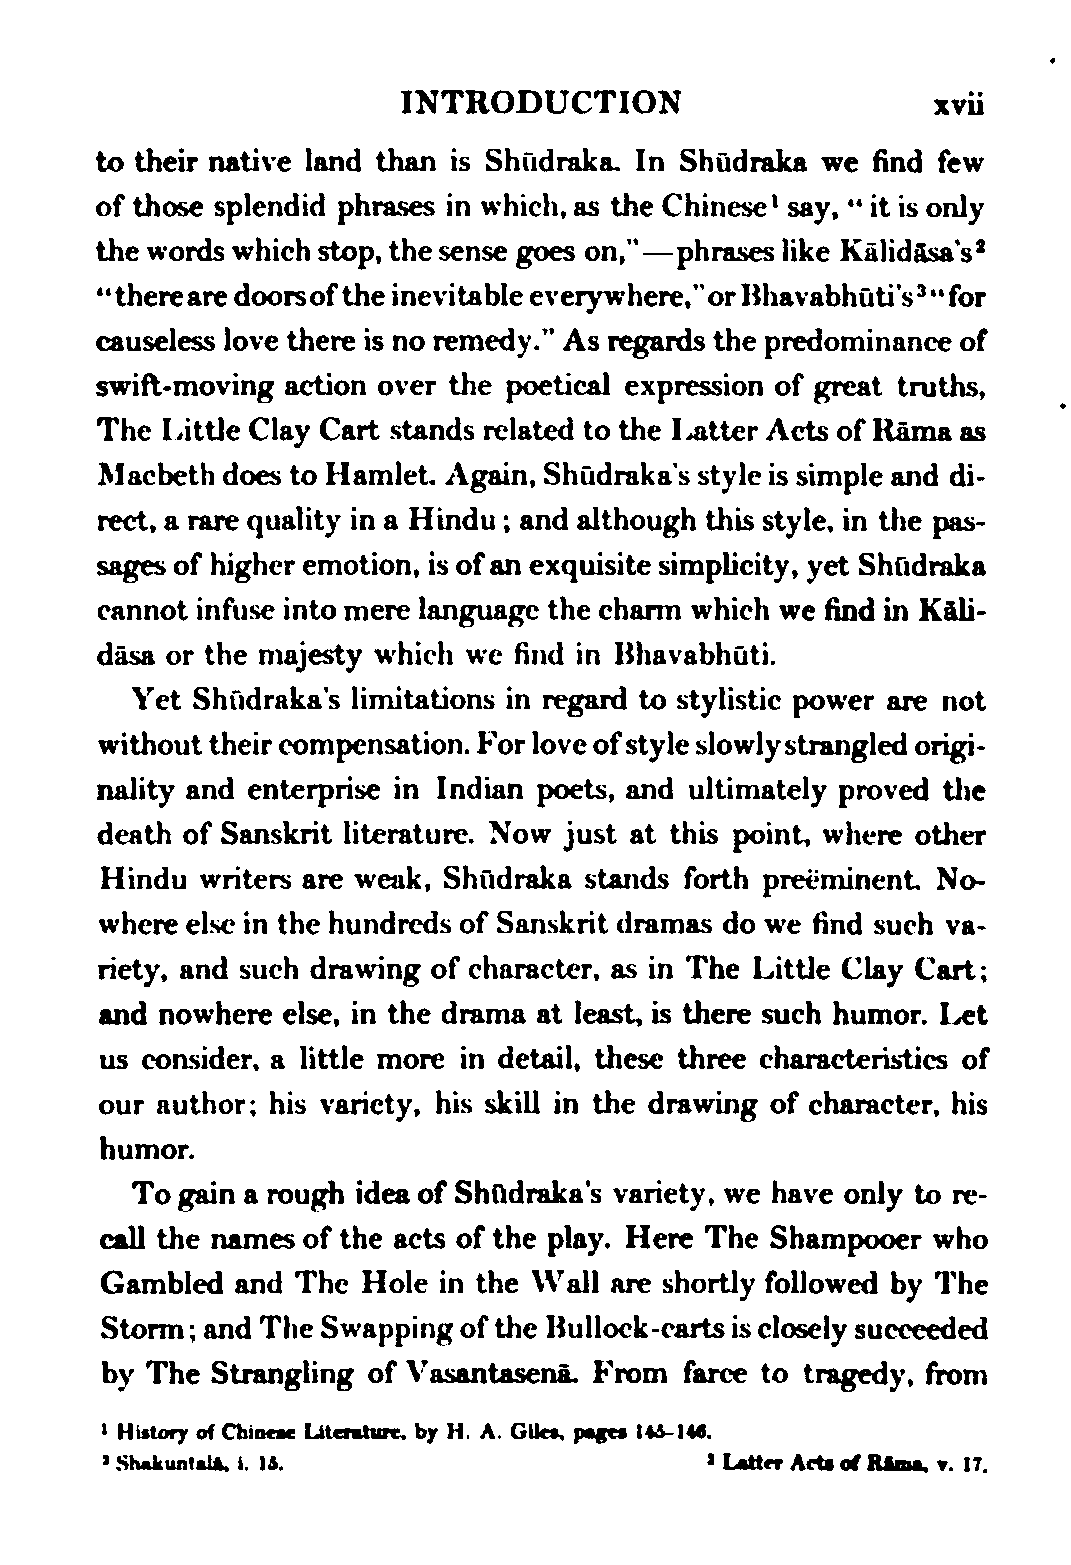 INTRODUCTION xvii
to their native land than is Shūdraka. In Shūdraka we find few
of those splendid phrases in which, as the Chinese¹ say, "it is only
the words which stop, the sense goes on,"—phrases like Kālidāsa's²
"there are doors of the inevitable everywhere," or Bhavabhūti's³ "for
causeless love there is no remedy." As regards the predominance of
swift-moving action over the poetical expression of great truths,
The Little Clay Cart stands related to the Latter Acts of Rāma as
Macbeth does to Hamlet. Again, Shūdraka's style is simple and di-
rect, a rare quality in a Hindu; and although this style, in the pas-
sages of higher emotion, is of an exquisite simplicity, yet Shūdraka
cannot infuse into mere language the charm which we find in Kāli-
dāsa or the majesty which we find in Bhavabhūti.
Yet Shūdraka's limitations in regard to stylistic power are not
without their compensation. For love of style slowly strangled origi-
nality and enterprise in Indian poets, and ultimately proved the
death of Sanskrit literature. Now just at this point, where other
Hindu writers are weak, Shūdraka stands forth preëminent. No-
where else in the hundreds of Sanskrit dramas do we find such va-
riety, and such drawing of character, as in The Little Clay Cart;
and nowhere else, in the drama at least, is there such humor. Let
us consider, a little more in detail, these three characteristics of
our author; his variety, his skill in the drawing of character, his
humor.
To gain a rough idea of Shūdraka's variety, we have only to re-
call the names of the acts of the play. Here The Shampooer who
Gambled and The Hole in the Wall are shortly followed by The
Storm; and The Swapping of the Bullock-carts is closely succeeded
by The Strangling of Vasantasenā. From farce to tragedy, from
¹ History of Chinese Literature, by H. A. Giles, pages 145–146.
² Shakuntalā, i. 15. ³ Latter Acts of Rāma, v. 17.